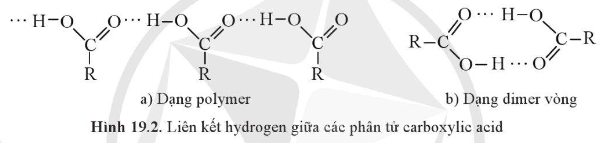 ··· H–O O ··· H–O O ··· H–O O
C C C
R R R
O ··· H–O
R–C C–R
O–H ··· O
a) Dạng polymer
b) Dạng dimer vòng
Hình 19.2. Liên kết hydrogen giữa các phân tử carboxylic acid